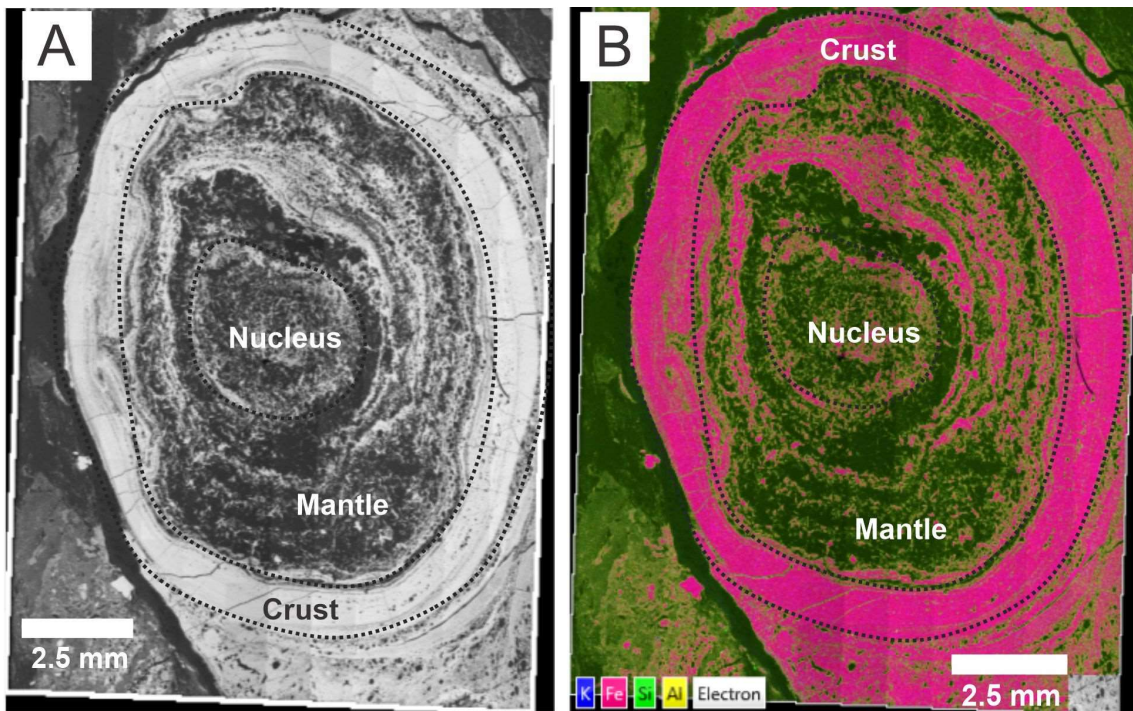 A
Nucleus
Mantle
Crust
2.5 mm
B
Crust
Nucleus
Mantle
2.5 mm
K Fe Si Al Electron